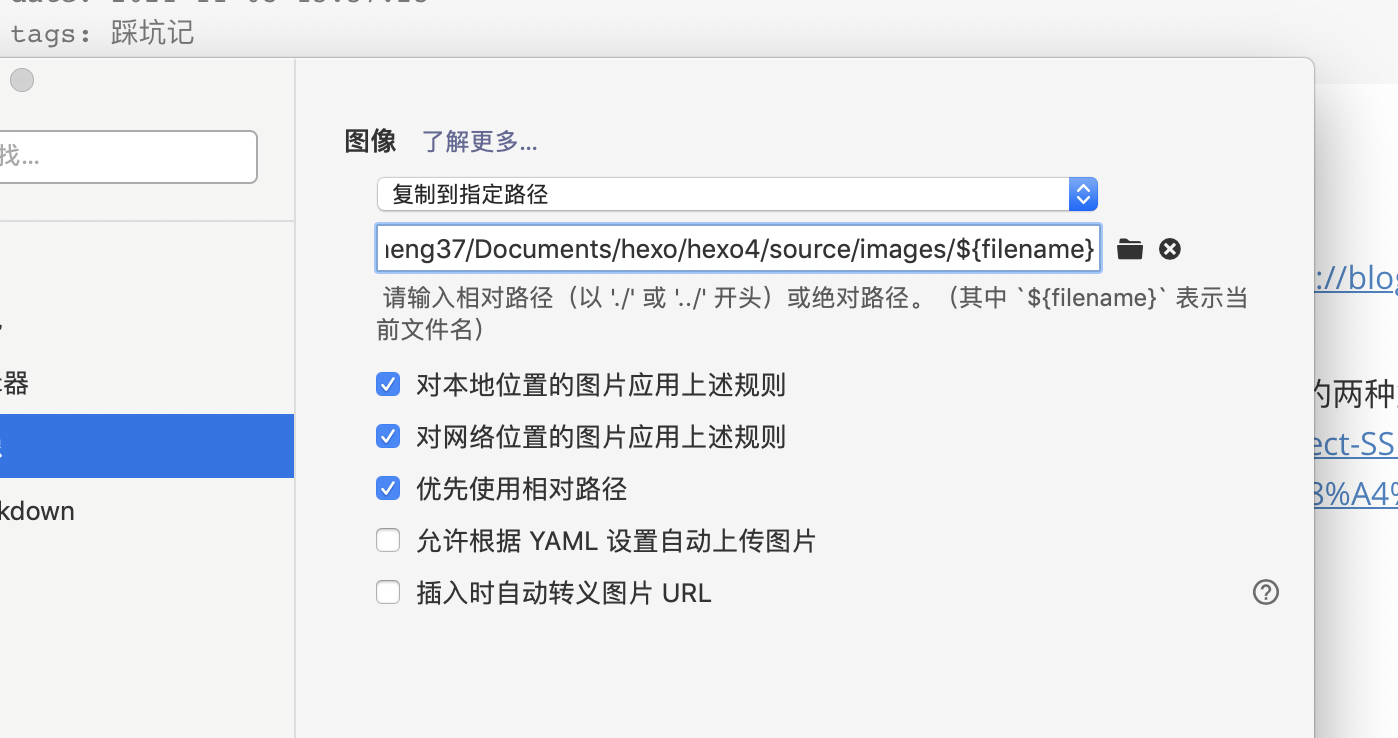 tags: 踩坑记
找...
图像 了解更多...
复制到指定路径
neng37/Documents/hexo/hexo4/source/images/${filename}
请输入相对路径（以 './' 或 '../' 开头）或绝对路径。（其中 `${filename}` 表示当
前文件名）
对本地位置的图片应用上述规则
器
对网络位置的图片应用上述规则
优先使用相对路径
kdown
允许根据 YAML 设置自动上传图片
插入时自动转义图片 URL
://blog
的两种
ect-SS
%A4%